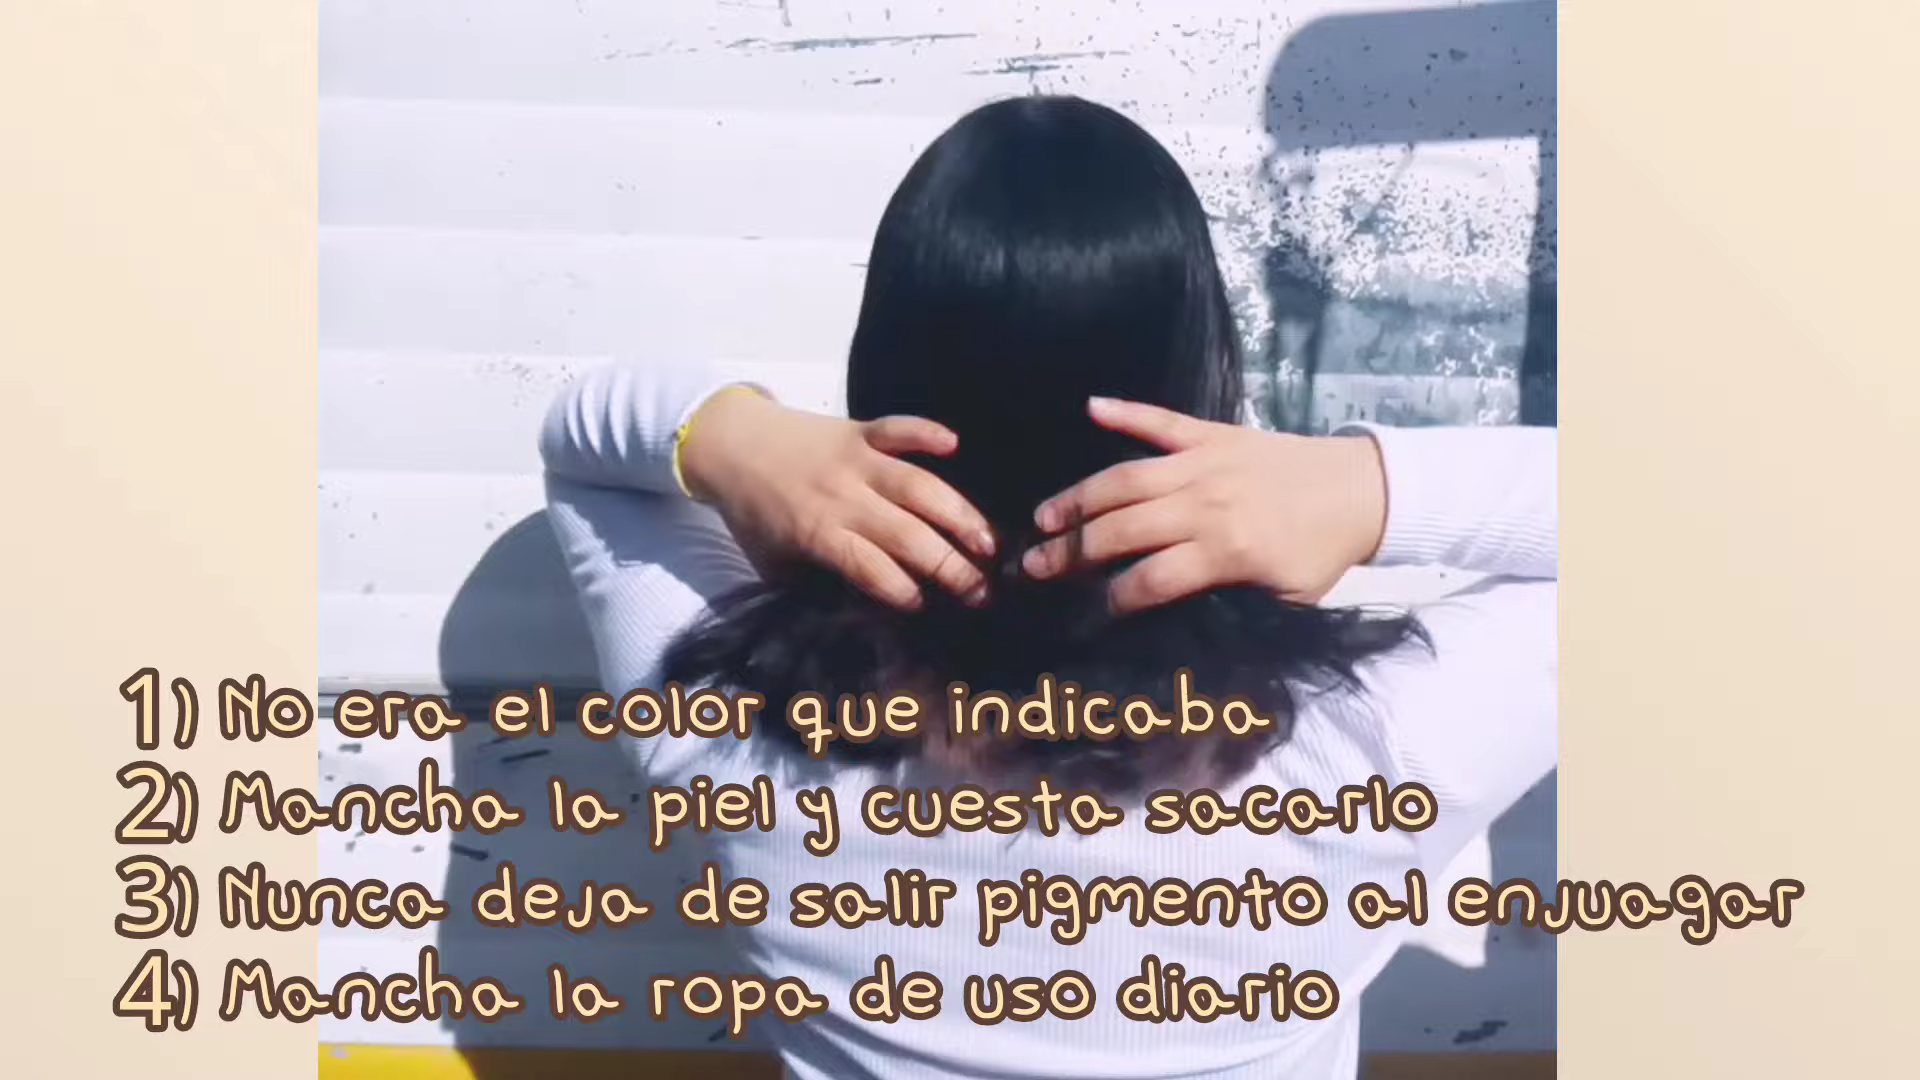 1) No era el color que indicaba
2) Mancha la piel y cuesta sacarlo
3) Nunca deja de salir pigmento al enjuagar
4) Mancha la ropa de uso diario